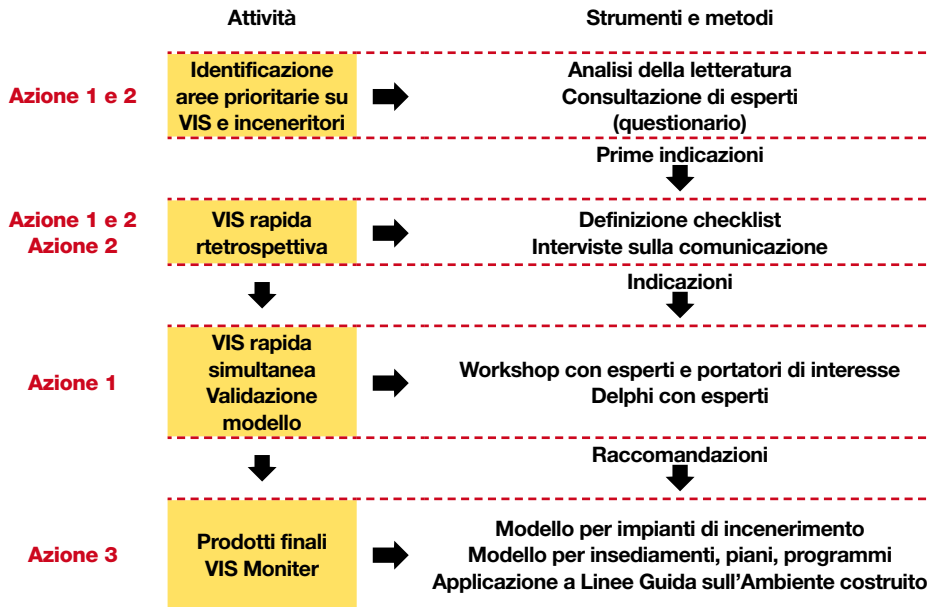 Attività
Strumenti e metodi
Azione 1 e 2
Identificazione
aree prioritarie su
VIS e inceneritori
Analisi della letteratura
Consultazione di esperti
(questionario)
Prime indicazioni
Azione 1 e 2
Azione 2
VIS rapida
rtetrospettiva
Definizione checklist
Interviste sulla comunicazione
Indicazioni
Azione 1
VIS rapida
simultanea
Validazione
modello
Workshop con esperti e portatori di interesse
Delphi con esperti
Raccomandazioni
Azione 3
Prodotti finali
VIS Moniter
Modello per impianti di incenerimento
Modello per insediamenti, piani, programmi
Applicazione a Linee Guida sull'Ambiente costruito